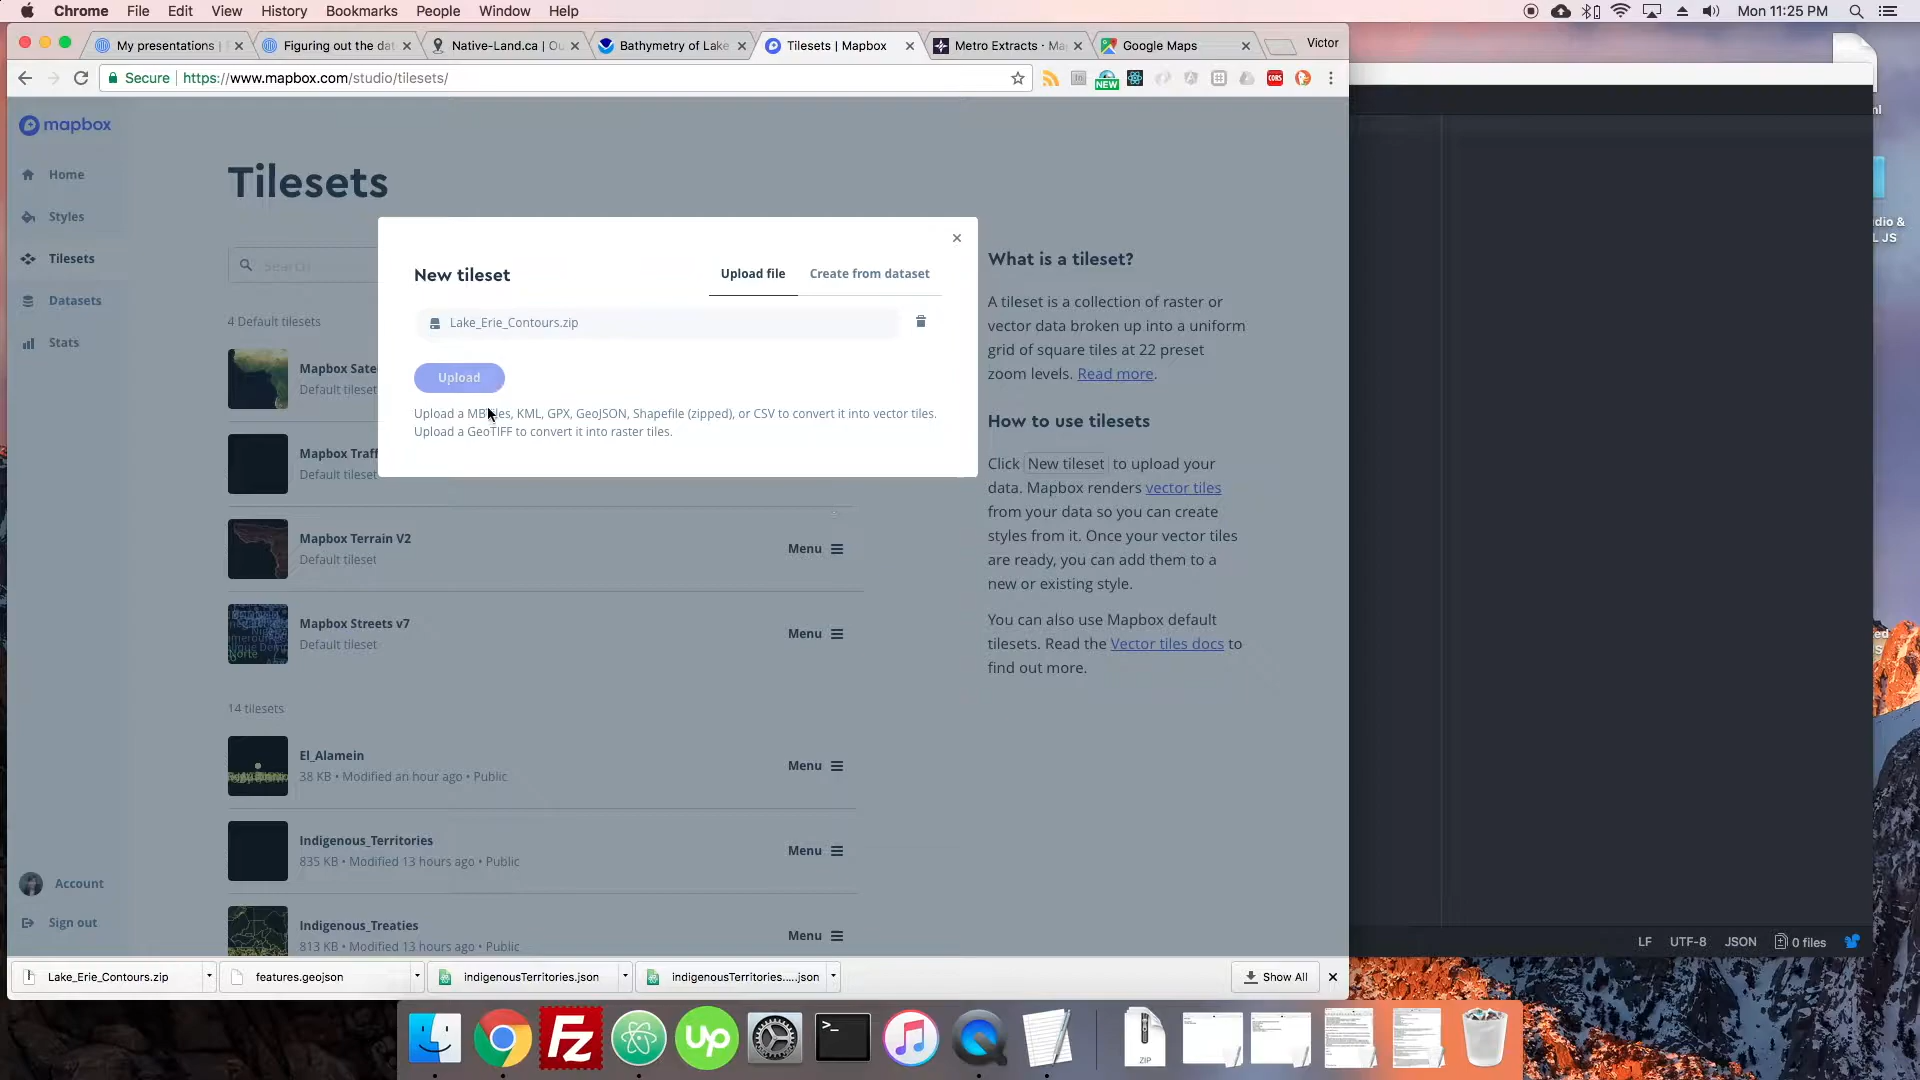 Chrome File Edit View History Bookmarks People Window Help Mon 11:25 PM
My presentations | Figuring out the dat Native-Land.ca | Ou Bathymetry of Lake Tilesets | Mapbox Metro Extracts · Ma Google Maps Victor
Secure https://www.mapbox.com/studio/tilesets/ NEW CORS
mapbox
Home
Styles
Tilesets
Datasets
Stats
Account
Sign out
Tilesets
Search
4 Default tilesets
Mapbox Sate
Default tileset
Mapbox Traff
Default tileset
Mapbox Terrain V2
Default tileset
Menu
Mapbox Streets v7
Default tileset
Menu
14 tilesets
El_Alamein
38 KB • Modified an hour ago • Public
Menu
Indigenous_Territories
835 KB • Modified 13 hours ago • Public
Menu
Indigenous_Treaties
813 KB • Modified 13 hours ago • Public
Menu
New tileset
Upload file Create from dataset
Lake_Erie_Contours.zip
Upload
Upload a MBTiles, KML, GPX, GeoJSON, Shapefile (zipped), or CSV to convert it into vector tiles.
Upload a GeoTIFF to convert it into raster tiles.
What is a tileset?
A tileset is a collection of raster or
vector data broken up into a uniform
grid of square tiles at 22 preset
zoom levels. Read more.
How to use tilesets
Click New tileset to upload your
data. Mapbox renders vector tiles
from your data so you can create
styles from it. Once your vector tiles
are ready, you can add them to a
new or existing style.
You can also use Mapbox default
tilesets. Read the Vector tiles docs to
find out more.
dio &
L JS
LF UTF-8 JSON 0 files
Lake_Erie_Contours.zip features.geojson indigenousTerritories.json indigenousTerritories.....json Show All
Fz up >_ ZIP